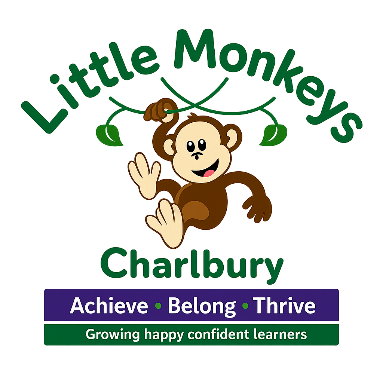 Little Monkeys
Charlbury
Achieve • Belong • Thrive
Growing happy confident learners